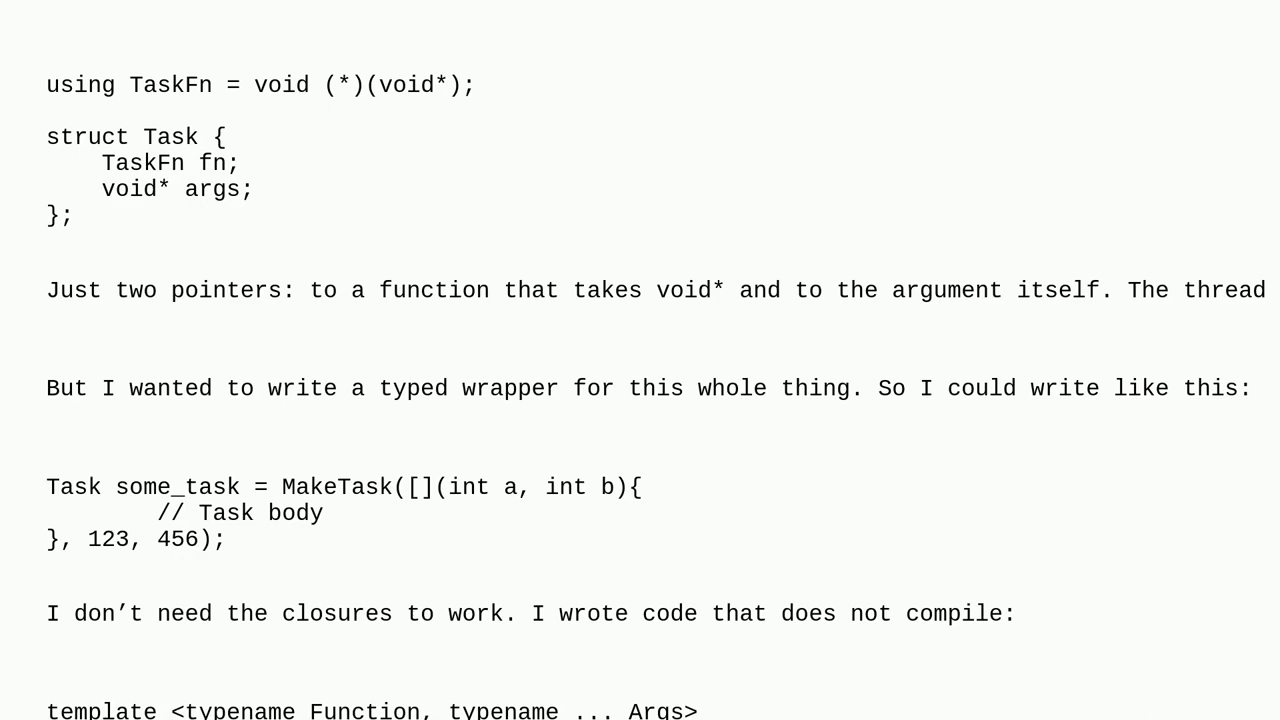 using TaskFn = void (*)(void*);
struct Task {
    TaskFn fn;
    void* args;
};
Just two pointers: to a function that takes void* and to the argument itself. The thread
But I wanted to write a typed wrapper for this whole thing. So I could write like this:
Task some_task = MakeTask([](int a, int b){
        // Task body
}, 123, 456);
I don’t need the closures to work. I wrote code that does not compile:
template <typename Function, typename ... Args>